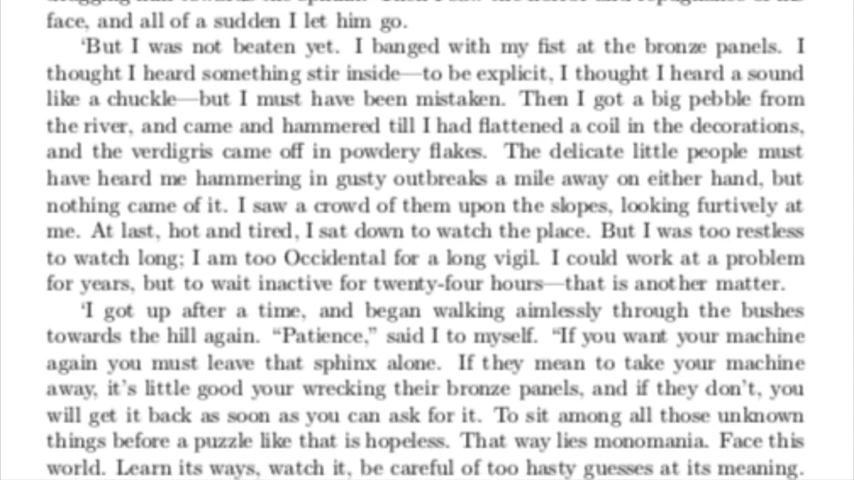 face, and all of a sudden I let him go.
‘But I was not beaten yet. I banged with my fist at the bronze panels. I
thought I heard something stir inside—to be explicit, I thought I heard a sound
like a chuckle—but I must have been mistaken. Then I got a big pebble from
the river, and came and hammered till I had flattened a coil in the decorations,
and the verdigris came off in powdery flakes. The delicate little people must
have heard me hammering in gusty outbreaks a mile away on either hand, but
nothing came of it. I saw a crowd of them upon the slopes, looking furtively at
me. At last, hot and tired, I sat down to watch the place. But I was too restless
to watch long; I am too Occidental for a long vigil. I could work at a problem
for years, but to wait inactive for twenty-four hours—that is another matter.
‘I got up after a time, and began walking aimlessly through the bushes
towards the hill again. “Patience,” said I to myself. “If you want your machine
again you must leave that sphinx alone. If they mean to take your machine
away, it’s little good your wrecking their bronze panels, and if they don’t, you
will get it back as soon as you can ask for it. To sit among all those unknown
things before a puzzle like that is hopeless. That way lies monomania. Face this
world. Learn its ways, watch it, be careful of too hasty guesses at its meaning.